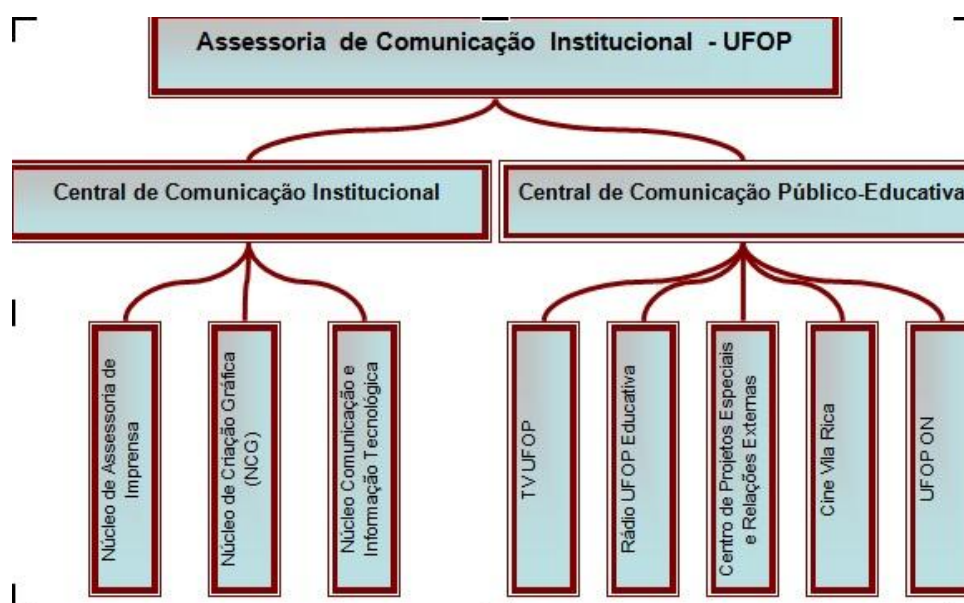 Assessoria de Comunicação Institucional - UFOP
Central de Comunicação Institucional
Central de Comunicação Público-Educativa
Núcleo de Assessoria de
Imprensa
Núcleo de Criação Gráfica
(NCG)
Núcleo Comunicação e
Informação Tecnológica
TV UFOP
Rádio UFOP Educativa
Centro de Projetos Especiais
e Relações Externas
Cine Vila Rica
UFOP ON